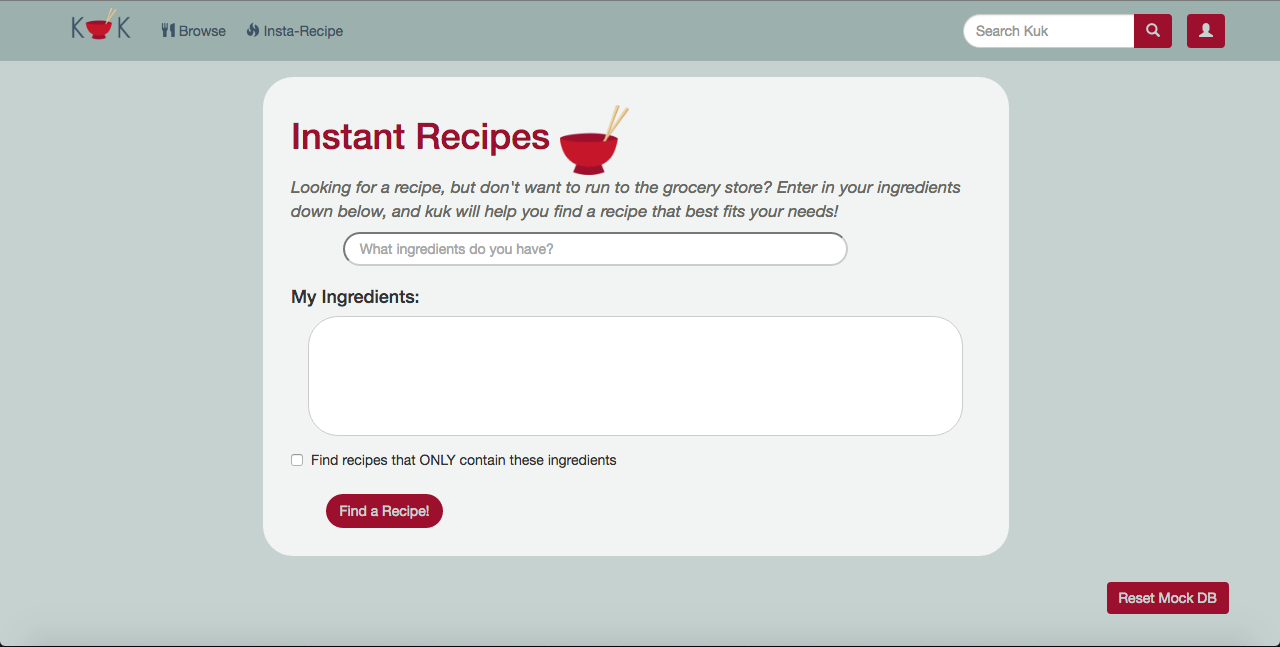 K K
Browse
Insta-Recipe
Search Kuk
Instant Recipes
Looking for a recipe, but don't want to run to the grocery store? Enter in your ingredients
down below, and kuk will help you find a recipe that best fits your needs!
What ingredients do you have?
My Ingredients:
Find recipes that ONLY contain these ingredients
Find a Recipe!
Reset Mock DB